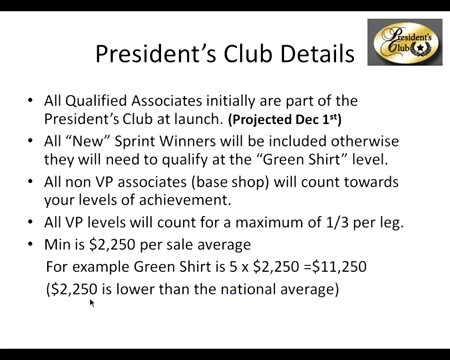 President's Club Details
President's
Club
• All Qualified Associates initially are part of the
President's Club at launch. (Projected Dec 1st)
• All “New” Sprint Winners will be included otherwise
they will need to qualify at the “Green Shirt” level.
• All non VP associates (base shop) will count towards
your levels of achievement.
• All VP levels will count for a maximum of 1/3 per leg.
• Min is $2,250 per sale average
For example Green Shirt is 5 x $2,250 =$11,250
($2,250 is lower than the national average)